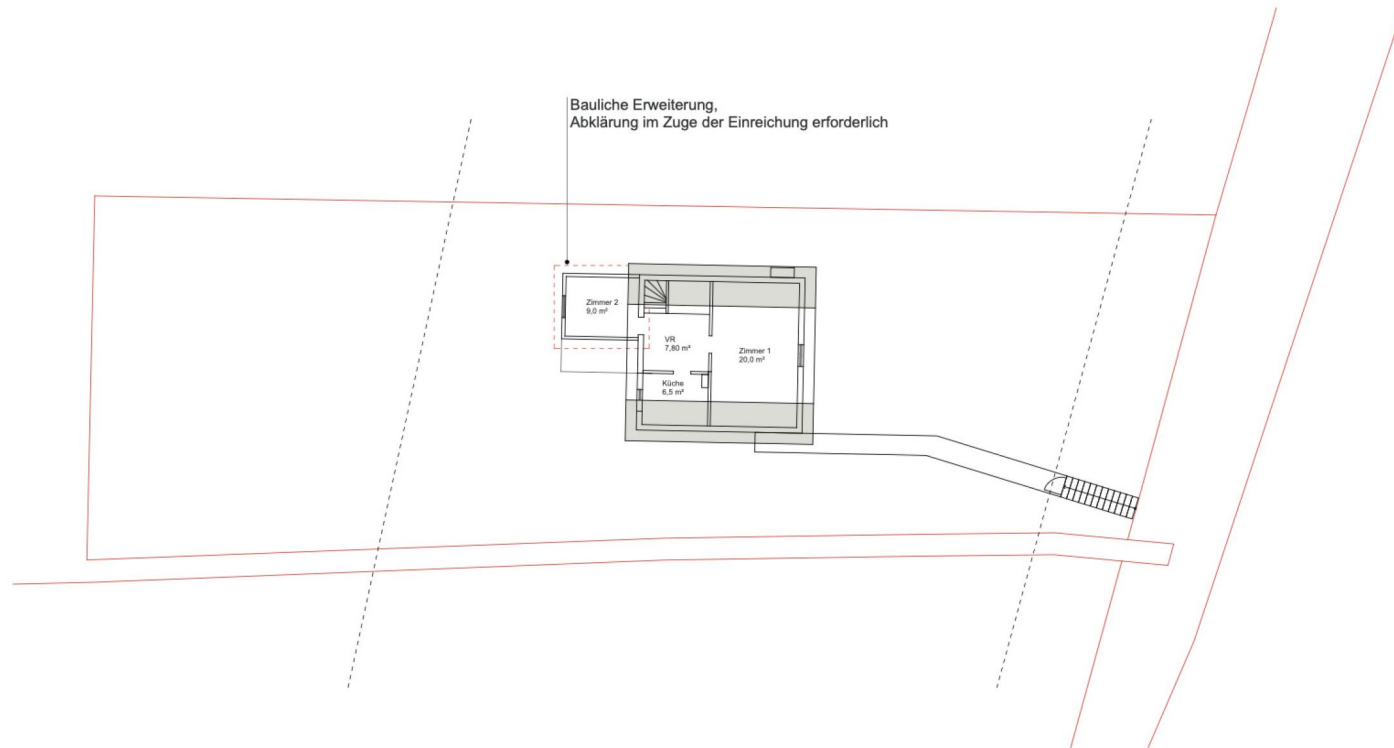 Bauliche Erweiterung,
Abklärung im Zuge der Einreichung erforderlich
Zimmer 2
9,0 m²
VR
7,80 m²
Zimmer 1
20,0 m²
Küche
6,5 m²